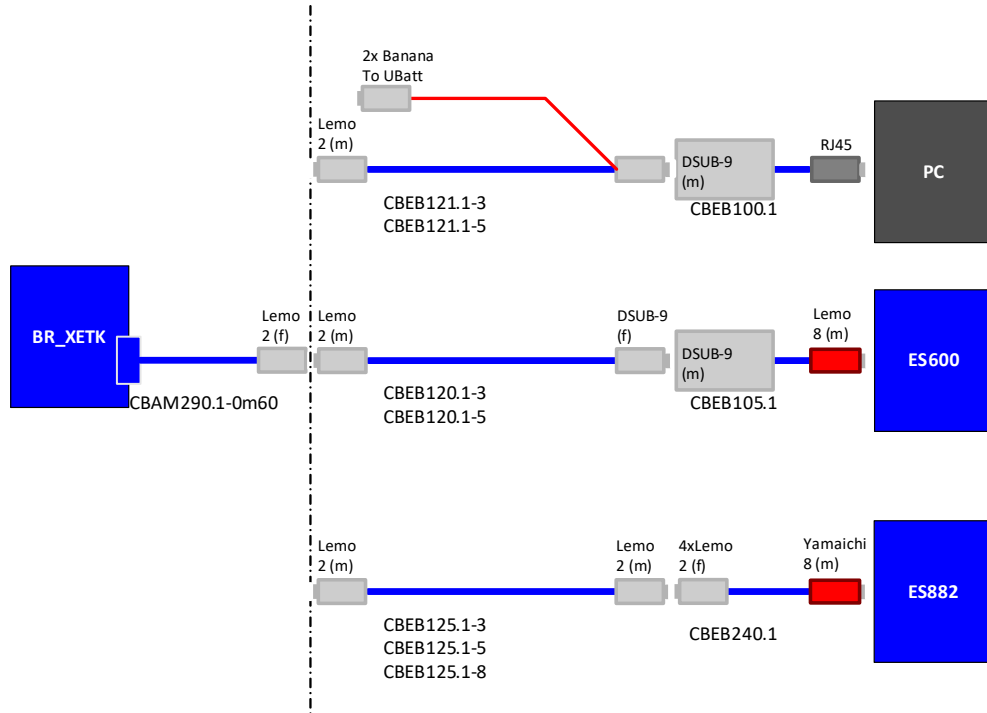 2x Banana
To UBatt
Lemo
2 (m)
DSUB-9
(m)
RJ45
PC
CBEB121.1-3
CBEB121.1-5
CBEB100.1
BR_XETK
Lemo
2 (f)
Lemo
2 (m)
DSUB-9
(f)
DSUB-9
(m)
Lemo
8 (m)
ES600
CBAM290.1-0m60
CBEB120.1-3
CBEB120.1-5
CBEB105.1
Lemo
2 (m)
Lemo
2 (m)
4xLemo
2 (f)
Yamaichi
8 (m)
ES882
CBEB125.1-3
CBEB125.1-5
CBEB125.1-8
CBEB240.1